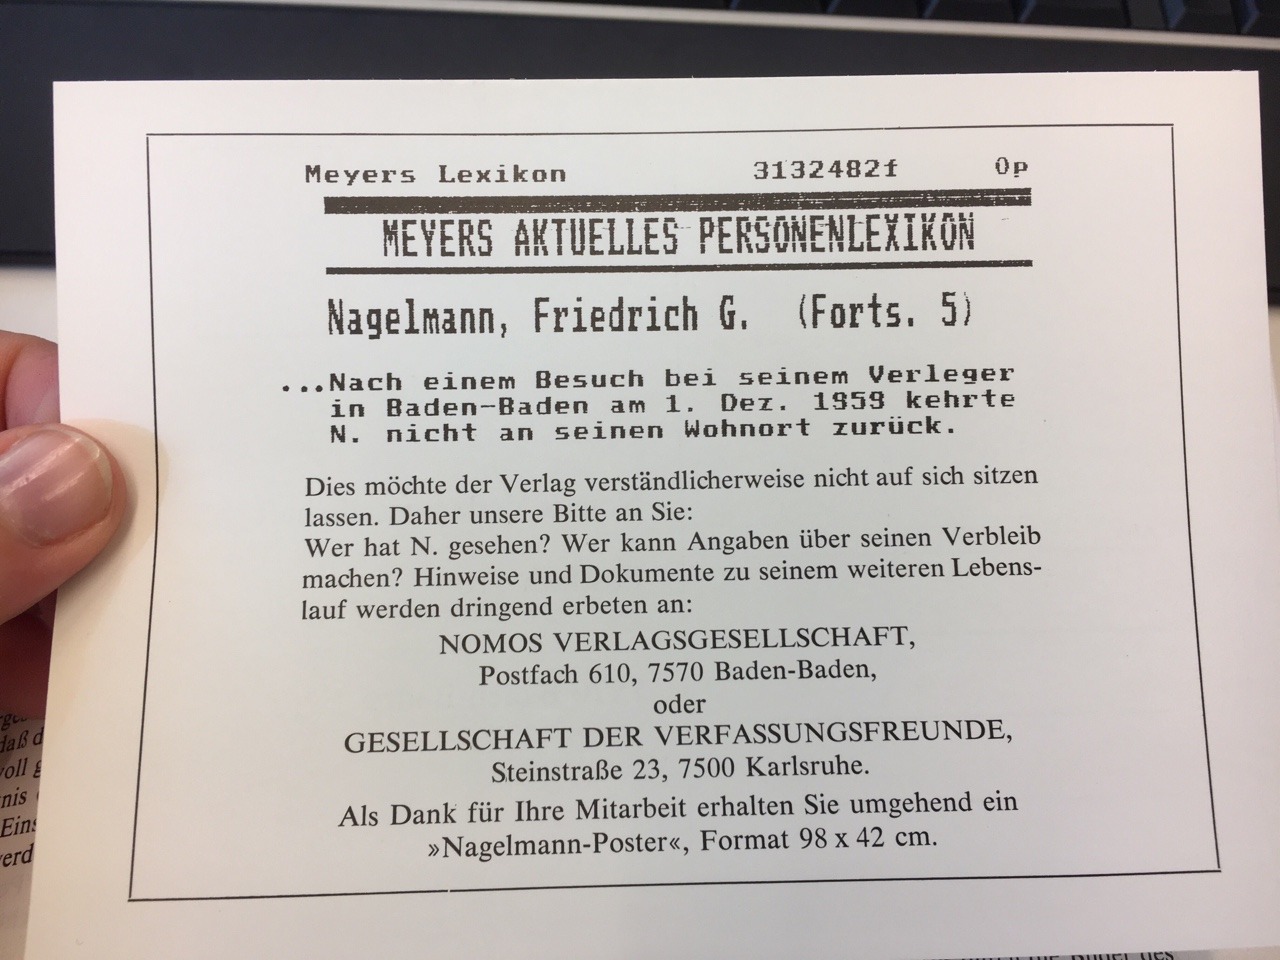 Meyers Lexikon 3132482f 0p
MEYERS AKTUELLES PERSONENLEXIKON
Nagelmann, Friedrich G. (Forts. 5)
...Nach einem Besuch bei seinem Verleger
in Baden-Baden am 1. Dez. 1959 kehrte
N. nicht an seinen Wohnort zurück.
Dies möchte der Verlag verständlicherweise nicht auf sich sitzen
lassen. Daher unsere Bitte an Sie:
Wer hat N. gesehen? Wer kann Angaben über seinen Verbleib
machen? Hinweise und Dokumente zu seinem weiteren Lebens-
lauf werden dringend erbeten an:
NOMOS VERLAGSGESELLSCHAFT,
Postfach 610, 7570 Baden-Baden,
oder
GESELLSCHAFT DER VERFASSUNGSFREUNDE,
Steinstraße 23, 7500 Karlsruhe.
Als Dank für Ihre Mitarbeit erhalten Sie umgehend ein
»Nagelmann-Poster«, Format 98 x 42 cm.
daß d
voll g
nis
Eins